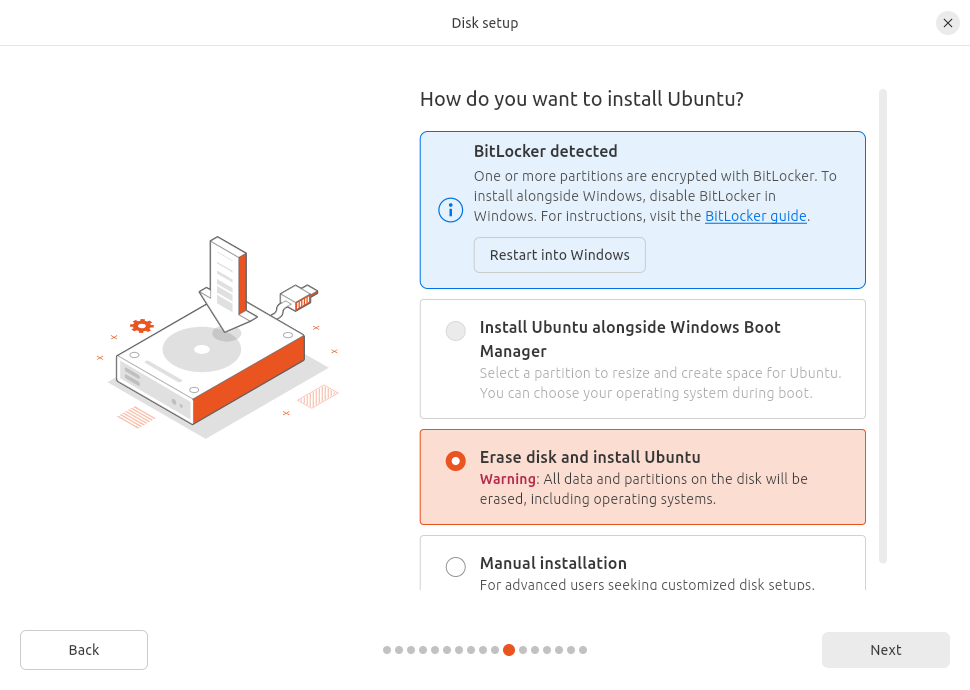 Disk setup
How do you want to install Ubuntu?
BitLocker detected
One or more partitions are encrypted with BitLocker. To
install alongside Windows, disable BitLocker in
Windows. For instructions, visit the BitLocker guide.
Restart into Windows
Install Ubuntu alongside Windows Boot
Manager
Select a partition to resize and create space for Ubuntu.
You can choose your operating system during boot.
Erase disk and install Ubuntu
Warning: All data and partitions on the disk will be
erased, including operating systems.
Manual installation
For advanced users seeking customized disk setups.
Back
Next